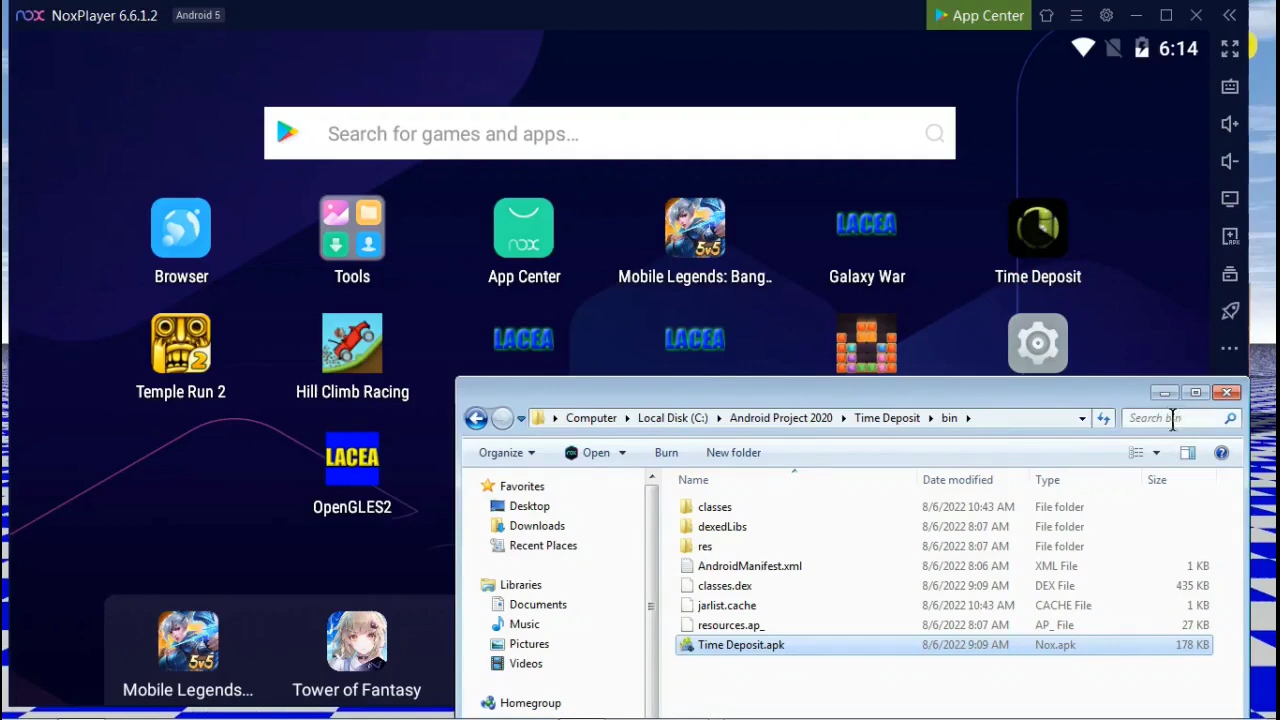 nox NoxPlayer 6.6.1.2 Android 5 App Center
6:14
Search for games and apps...
5v5 LACEA
nox
Browser Tools App Center Mobile Legends: Bang.. Galaxy War Time Deposit
2 LACEA LACEA
Temple Run 2 Hill Climb Racing
LACEA
OpenGLES2
5v5
Mobile Legends... Tower of Fantasy
Computer Local Disk (C:) Android Project 2020 Time Deposit bin Search bin
Organize nox Open Burn New folder
Name Date modified Type Size
Favorites
Desktop
Downloads
Recent Places
Libraries
Documents
Music
Pictures
Videos
Homegroup
classes 8/6/2022 10:43 AM File folder
dexedLibs 8/6/2022 8:07 AM File folder
res 8/6/2022 8:07 AM File folder
AndroidManifest.xml 8/6/2022 8:06 AM XML File 1 KB
classes.dex 8/6/2022 9:09 AM DEX File 435 KB
jarlist.cache 8/6/2022 10:43 AM CACHE File 1 KB
resources.ap_ 8/6/2022 8:07 AM AP_ File 27 KB
Time Deposit.apk 8/6/2022 9:09 AM Nox.apk 178 KB